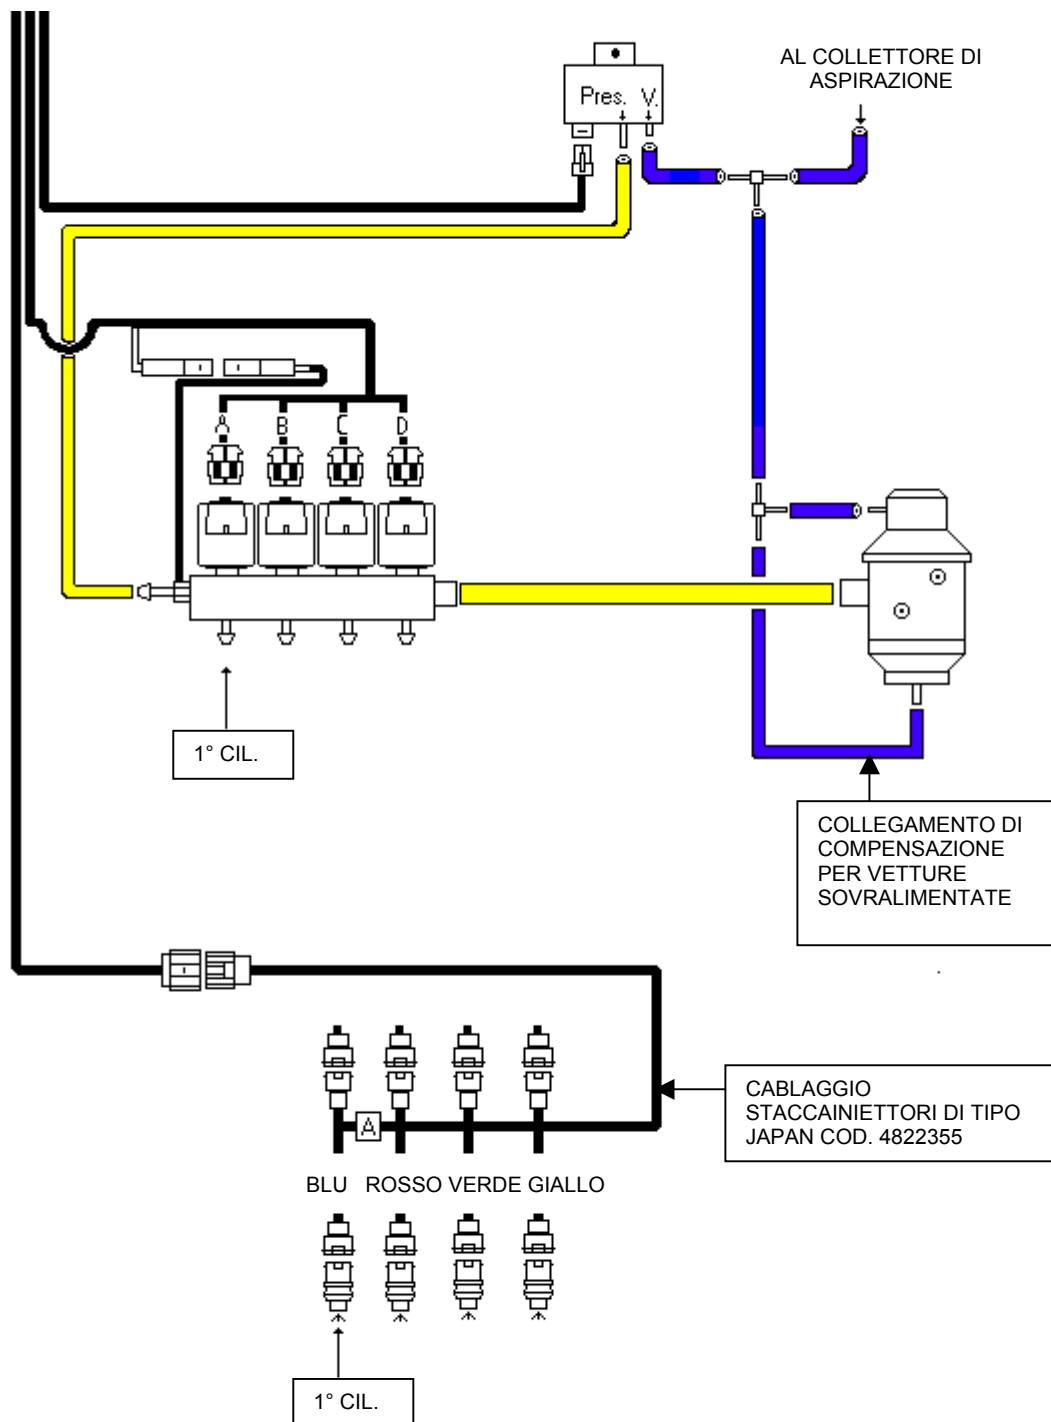 AL COLLETTORE DI
ASPIRAZIONE
Pres. V.
A B C D
1° CIL.
COLLEGAMENTO DI
COMPENSAZIONE
PER VETTURE
SOVRALIMENTATE
CABLAGGIO
STACCAINIETTORI DI TIPO
JAPAN COD. 4822355
A
BLU ROSSO VERDE GIALLO
1° CIL.